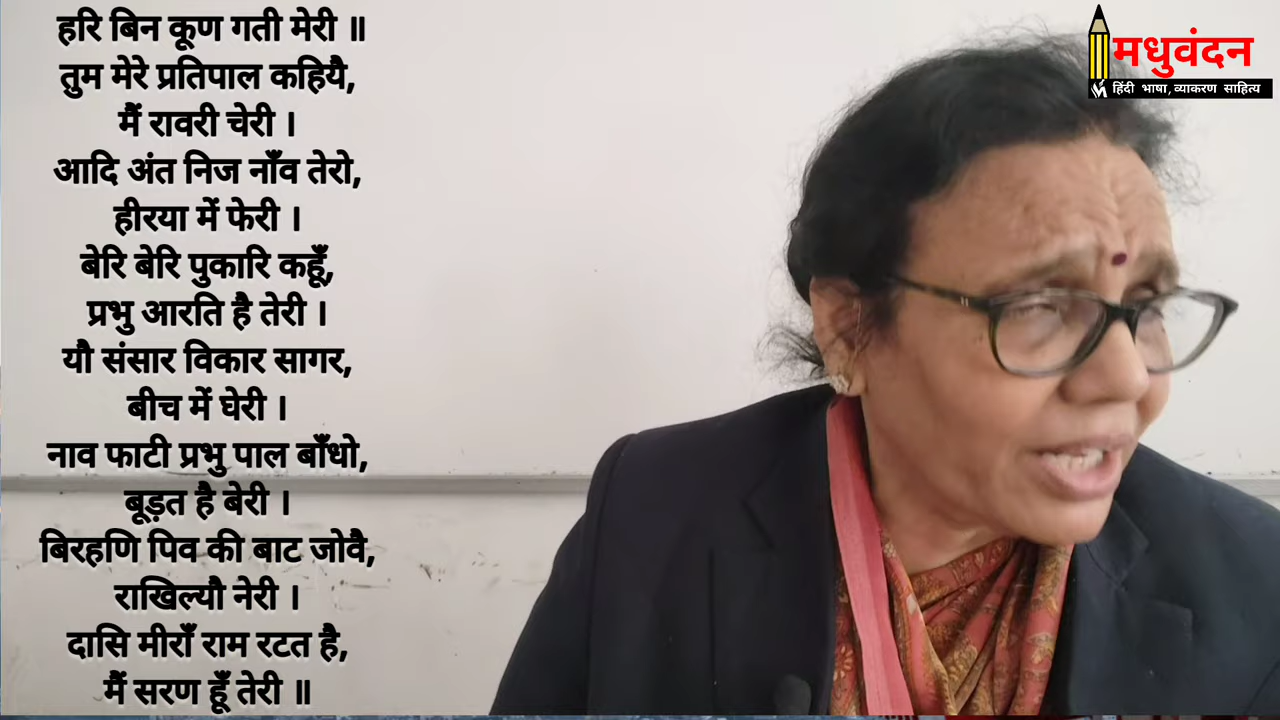 हरि बिन कूण गती मेरी ॥
तुम मेरे प्रतिपाल कहियै,
मैं रावरी चेरी ।
आदि अंत निज नाँव तेरो,
हीरया में फेरी ।
बेरि बेरि पुकारि कहूँ,
प्रभु आरति है तेरी ।
यौ संसार विकार सागर,
बीच में घेरी ।
नाव फाटी प्रभु पाल बाँधो,
बूड़त है बेरी ।
बिरहणि पिव की बाट जोवै,
राखिल्यौ नेरी ।
दासि मीराँ राम रटत है,
मैं सरण हूँ तेरी ॥
मधुवंदन
हिंदी भाषा, व्याकरण साहित्य